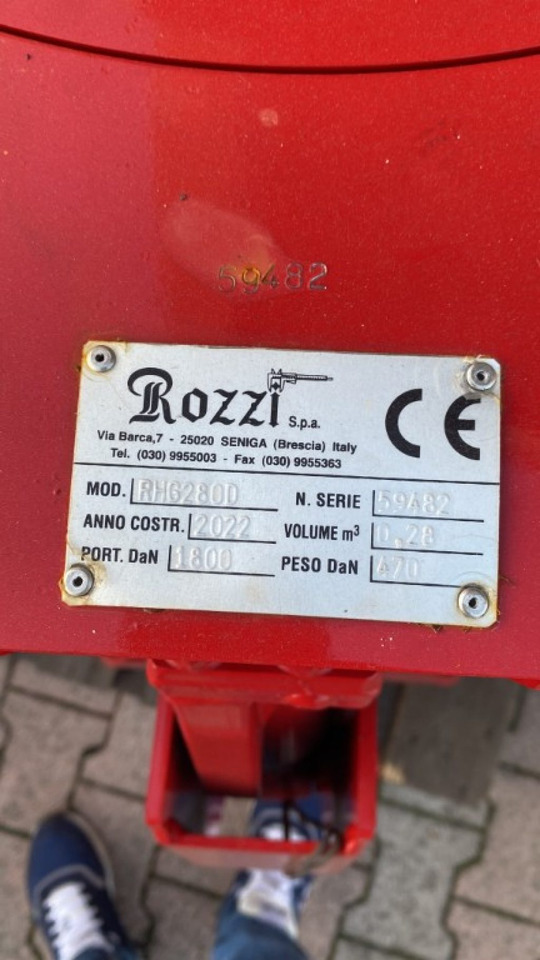 59482
Rozzi S.p.a.
CE
Via Barca,7 - 25020 SENIGA (Brescia) Italy
Tel. (030) 9955003 - Fax (030) 9955363
MOD. RHG280D N. SERIE 59482
ANNO COSTR. 2022 VOLUME m³ 0,28
PORT. DaN 1800 PESO DaN 470